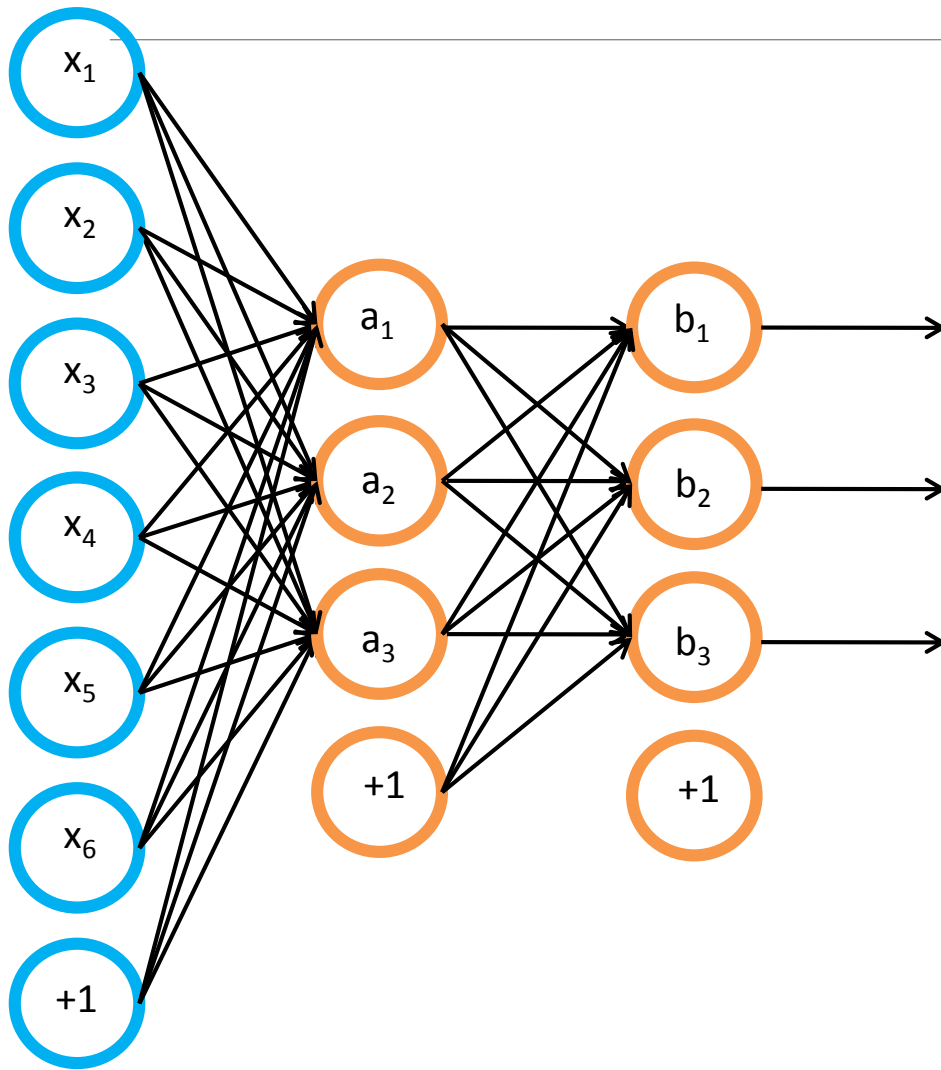 x₁
x₂
x₃
x₄
x₅
x₆
+1
a₁
a₂
a₃
+1
b₁
b₂
b₃
+1